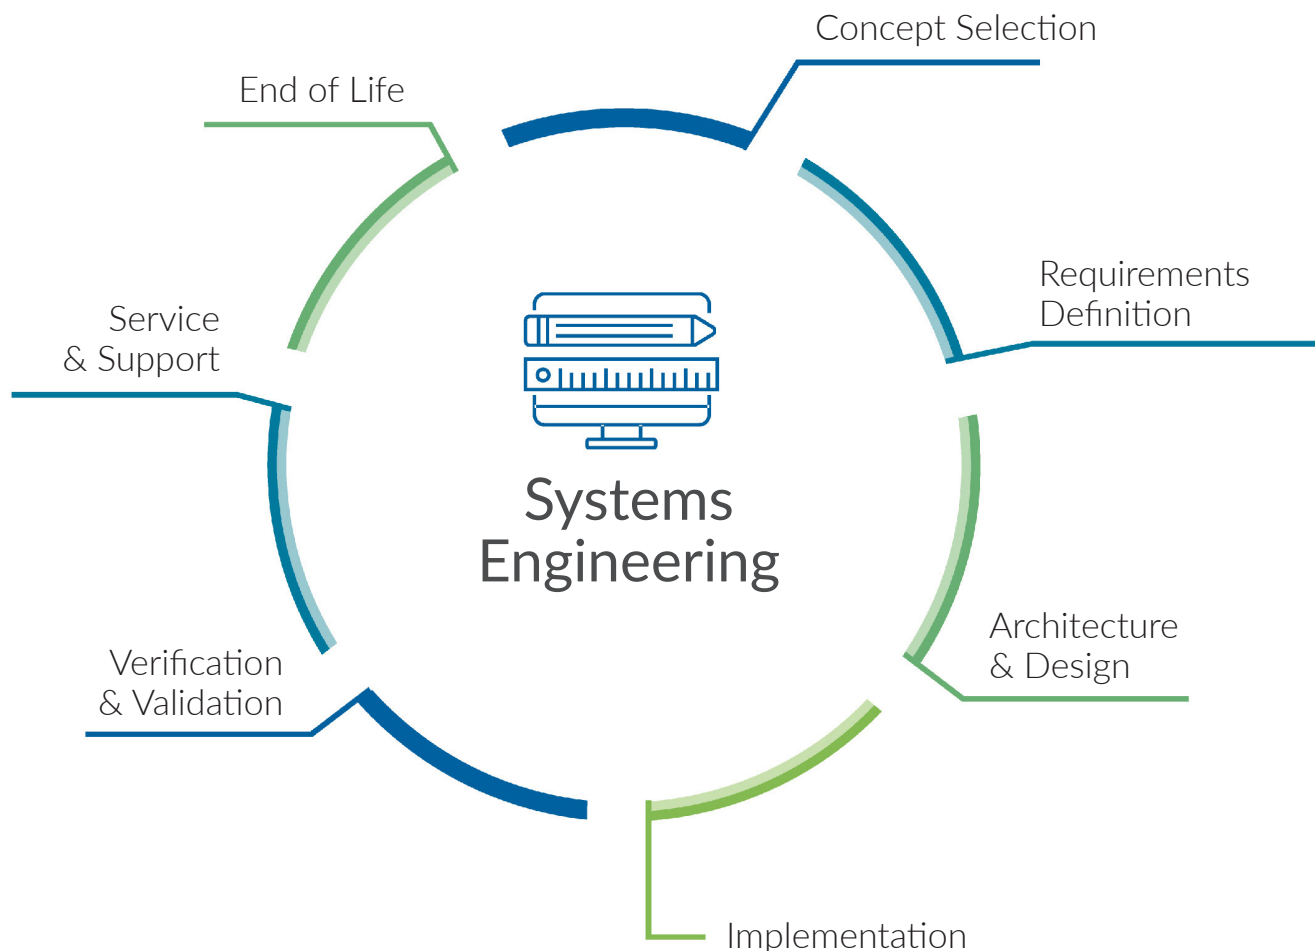 Concept Selection
End of Life
Requirements
Definition
Service
& Support
Systems
Engineering
Architecture
& Design
Verification
& Validation
Implementation